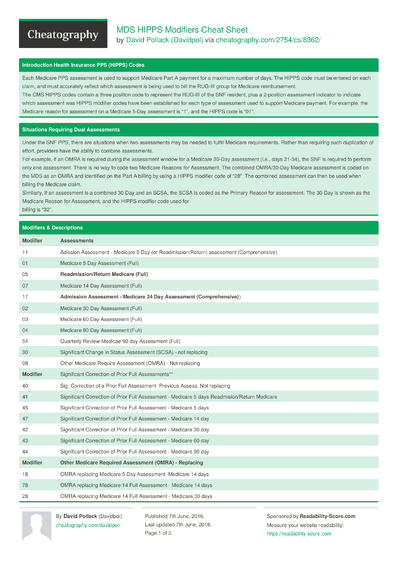 Cheatography
MDS HIPPS Modifiers Cheat Sheet
by David Pollack (Davidpol) via cheatography.com/2754/cs/8362/
Introduction Health Insurance PPS (HIPPS) Codes
Each Medicare PPS assessment is used to support Medicare Part A payment for a maximum number of days. The HIPPS code must be entered on each
claim, and must accurately reflect which assessment is being used to bill the RUG-III group for Medicare reimbursement.
The CMS HIPPS codes contain a three position code to represent the RUG-III of the SNF resident, plus a 2-position assessment indicator to indicate
which assessment was HIPPS modifier codes have been established for each type of assessment used to support Medicare payment. For example, the
Medicare reason for assessment on a Medicare 5-Day assessment is "1", and the HIPPS code is "01".
Situations Requiring Dual Assessments
Under the SNF PPS, there are situations when two assessments may be needed to fulfil Medicare requirements. Rather than requiring such duplication of
effort, providers have the ability to combine assessments.
For example, if an OMRA is required during the assessment window for a Medicare 30-Day assessment (i.e., days 21-34), the SNF is required to perform
only one assessment. There is no way to code two Medicare Reasons for Assessment. The combined OMRA/30-Day Medicare assessment is coded on
the MDS as an OMRA and identified on the Part A billing by using a HIPPS modifier code of "28". The combined assessment can then be used when
billing the Medicare claim.
Similarly, if an assessment is a combined 30-Day and an SCSA, the SCSA is coded as the Primary Reason for assessment. The 30-Day is shown as the
Medicare Reason for Assessment, and the HIPPS modifier code used for
billing is "32".
Modifiers & Descriptions
Modifier Assessments
11 Adission Assessment - Medicare 5 Day (or Readmission/Return) assessment (Comprehensive)
01 Medicare 5 Day Assessment (Full)
05 Readmission/Return Medicare (Full)
07 Medicare 14 Day Assessment (Full)
17 Admission Assessment - Medicare 24 Day Assessment (Comprehensive))
02 Medicare 30 Day Assessment (Full)
03 Medicare 60 Day Assessment (Full)
04 Medicare 90 Day Assessment (Full)
54 Quarterly Review-Medicae 90 day Assessment (Full)
30 Significant Change in Status Assessment (SCSA) - not replacing
08 Other Medicare Require Assessment (OMRA) - Not replacing
Modifier Significant Correction of Prior Full Assessments**
40 Sig. Correction of a Prior Full Assessment- Previous Assess. Not replacing
41 Significant Correction of Prior Full Assessment - Medicare 5 days Readmission/Return Medicare
45 Significant Correction of Prior Full Assessment - Medicare 5 days
47 Significant Correction of Prior Full Assessment - Medicare 14 day
42 Significant Correction of Prior Full Assessment - Medicare 30 day
43 Significant Correction of Prior Full Assessment - Medicare 60 day
44 Significant Correction of Prior Full Assessment - Medicare 90 day
Modifier Other Medicare Required Assessment (OMRA) - Replacing
18 OMRA replacing Medicare 5 Day Assessment- Medicare 14 days
78 OMRA replacing Medicare 14 Full Assessment - Medicare 14 days
28 OMRA replacing Medicare 14 Full Assessment - Medicare 30 days
By David Pollack (Davidpol)
cheatography.com/davidpol/
Published 7th June, 2016.
Last updated 7th June, 2016.
Page 1 of 2.
Sponsored by Readability-Score.com
Measure your website readability!
https://readability-score.com